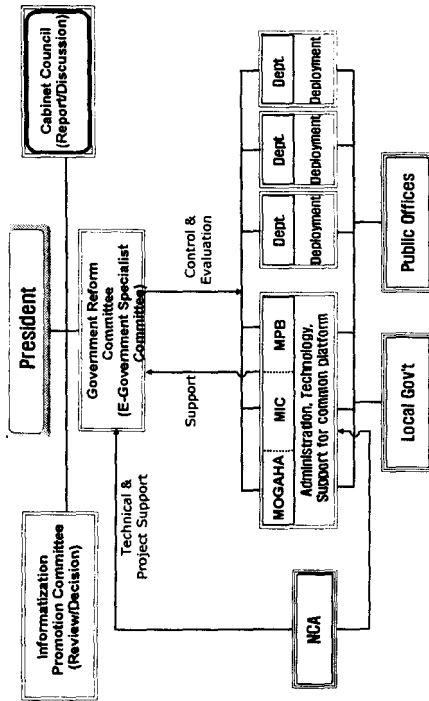 President
Informatization
Promotion Committee
(Review/Decision)
Cabinet Council
(Report/Discussion)
Government Reform
Committee
(E-Government Specialist
Committee)
Technical &
Project Support
Support
Control &
Evaluation
MOGAHA
MIC
MPB
Administration, Technology,
Support for common platform
Dept.
Deployment
Dept.
Deployment
Dept.
Deployment
NCA
Local Gov't
Public Offices